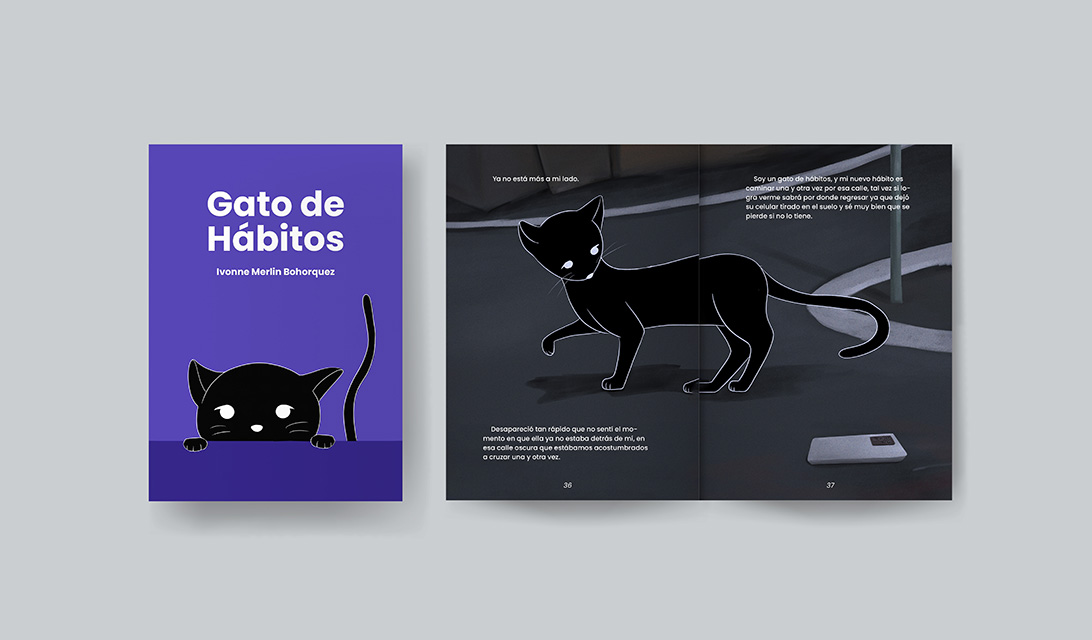 Gato de
Hábitos
Ivonne Merlin Bohorquez
Ya no está más a mi lado.
Desapareció tan rápido que no sentí el mo-
mento en que ella ya no estaba detrás de mí, en
esa calle oscura que estábamos acostumbrados
a cruzar una y otra vez.
36
Soy un gato de hábitos, y mi nuevo hábito es
caminar una y otra vez por esa calle, tal vez si lo-
gra verme sabrá por donde regresar ya que dejó
su celular tirado en el suelo y sé muy bien que se
pierde si no lo tiene.
37